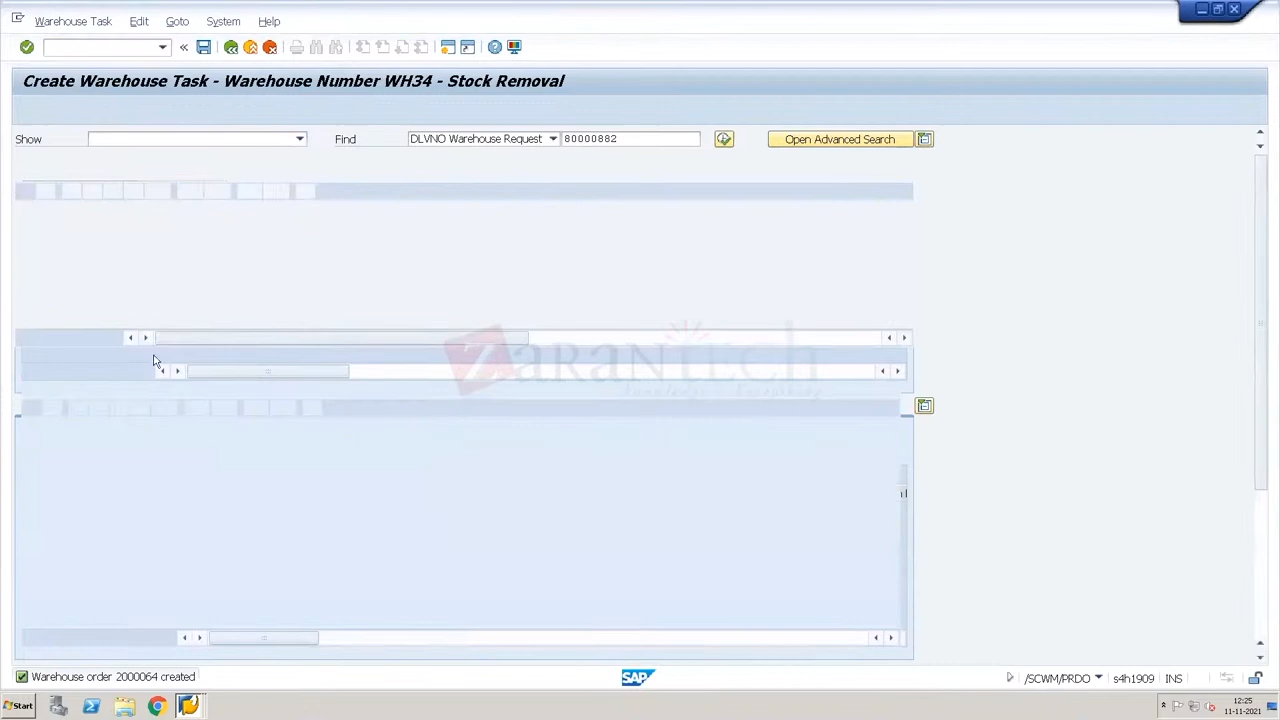 Warehouse Task Edit Goto System Help
Create Warehouse Task - Warehouse Number WH34 - Stock Removal
Show Find DLVNO Warehouse Request 80000882 Open Advanced Search
ZARANTECH
Warehouse order 2000064 created SAP /SCWM/PRDO s4h1909 INS
Start 12:25
11-11-2021